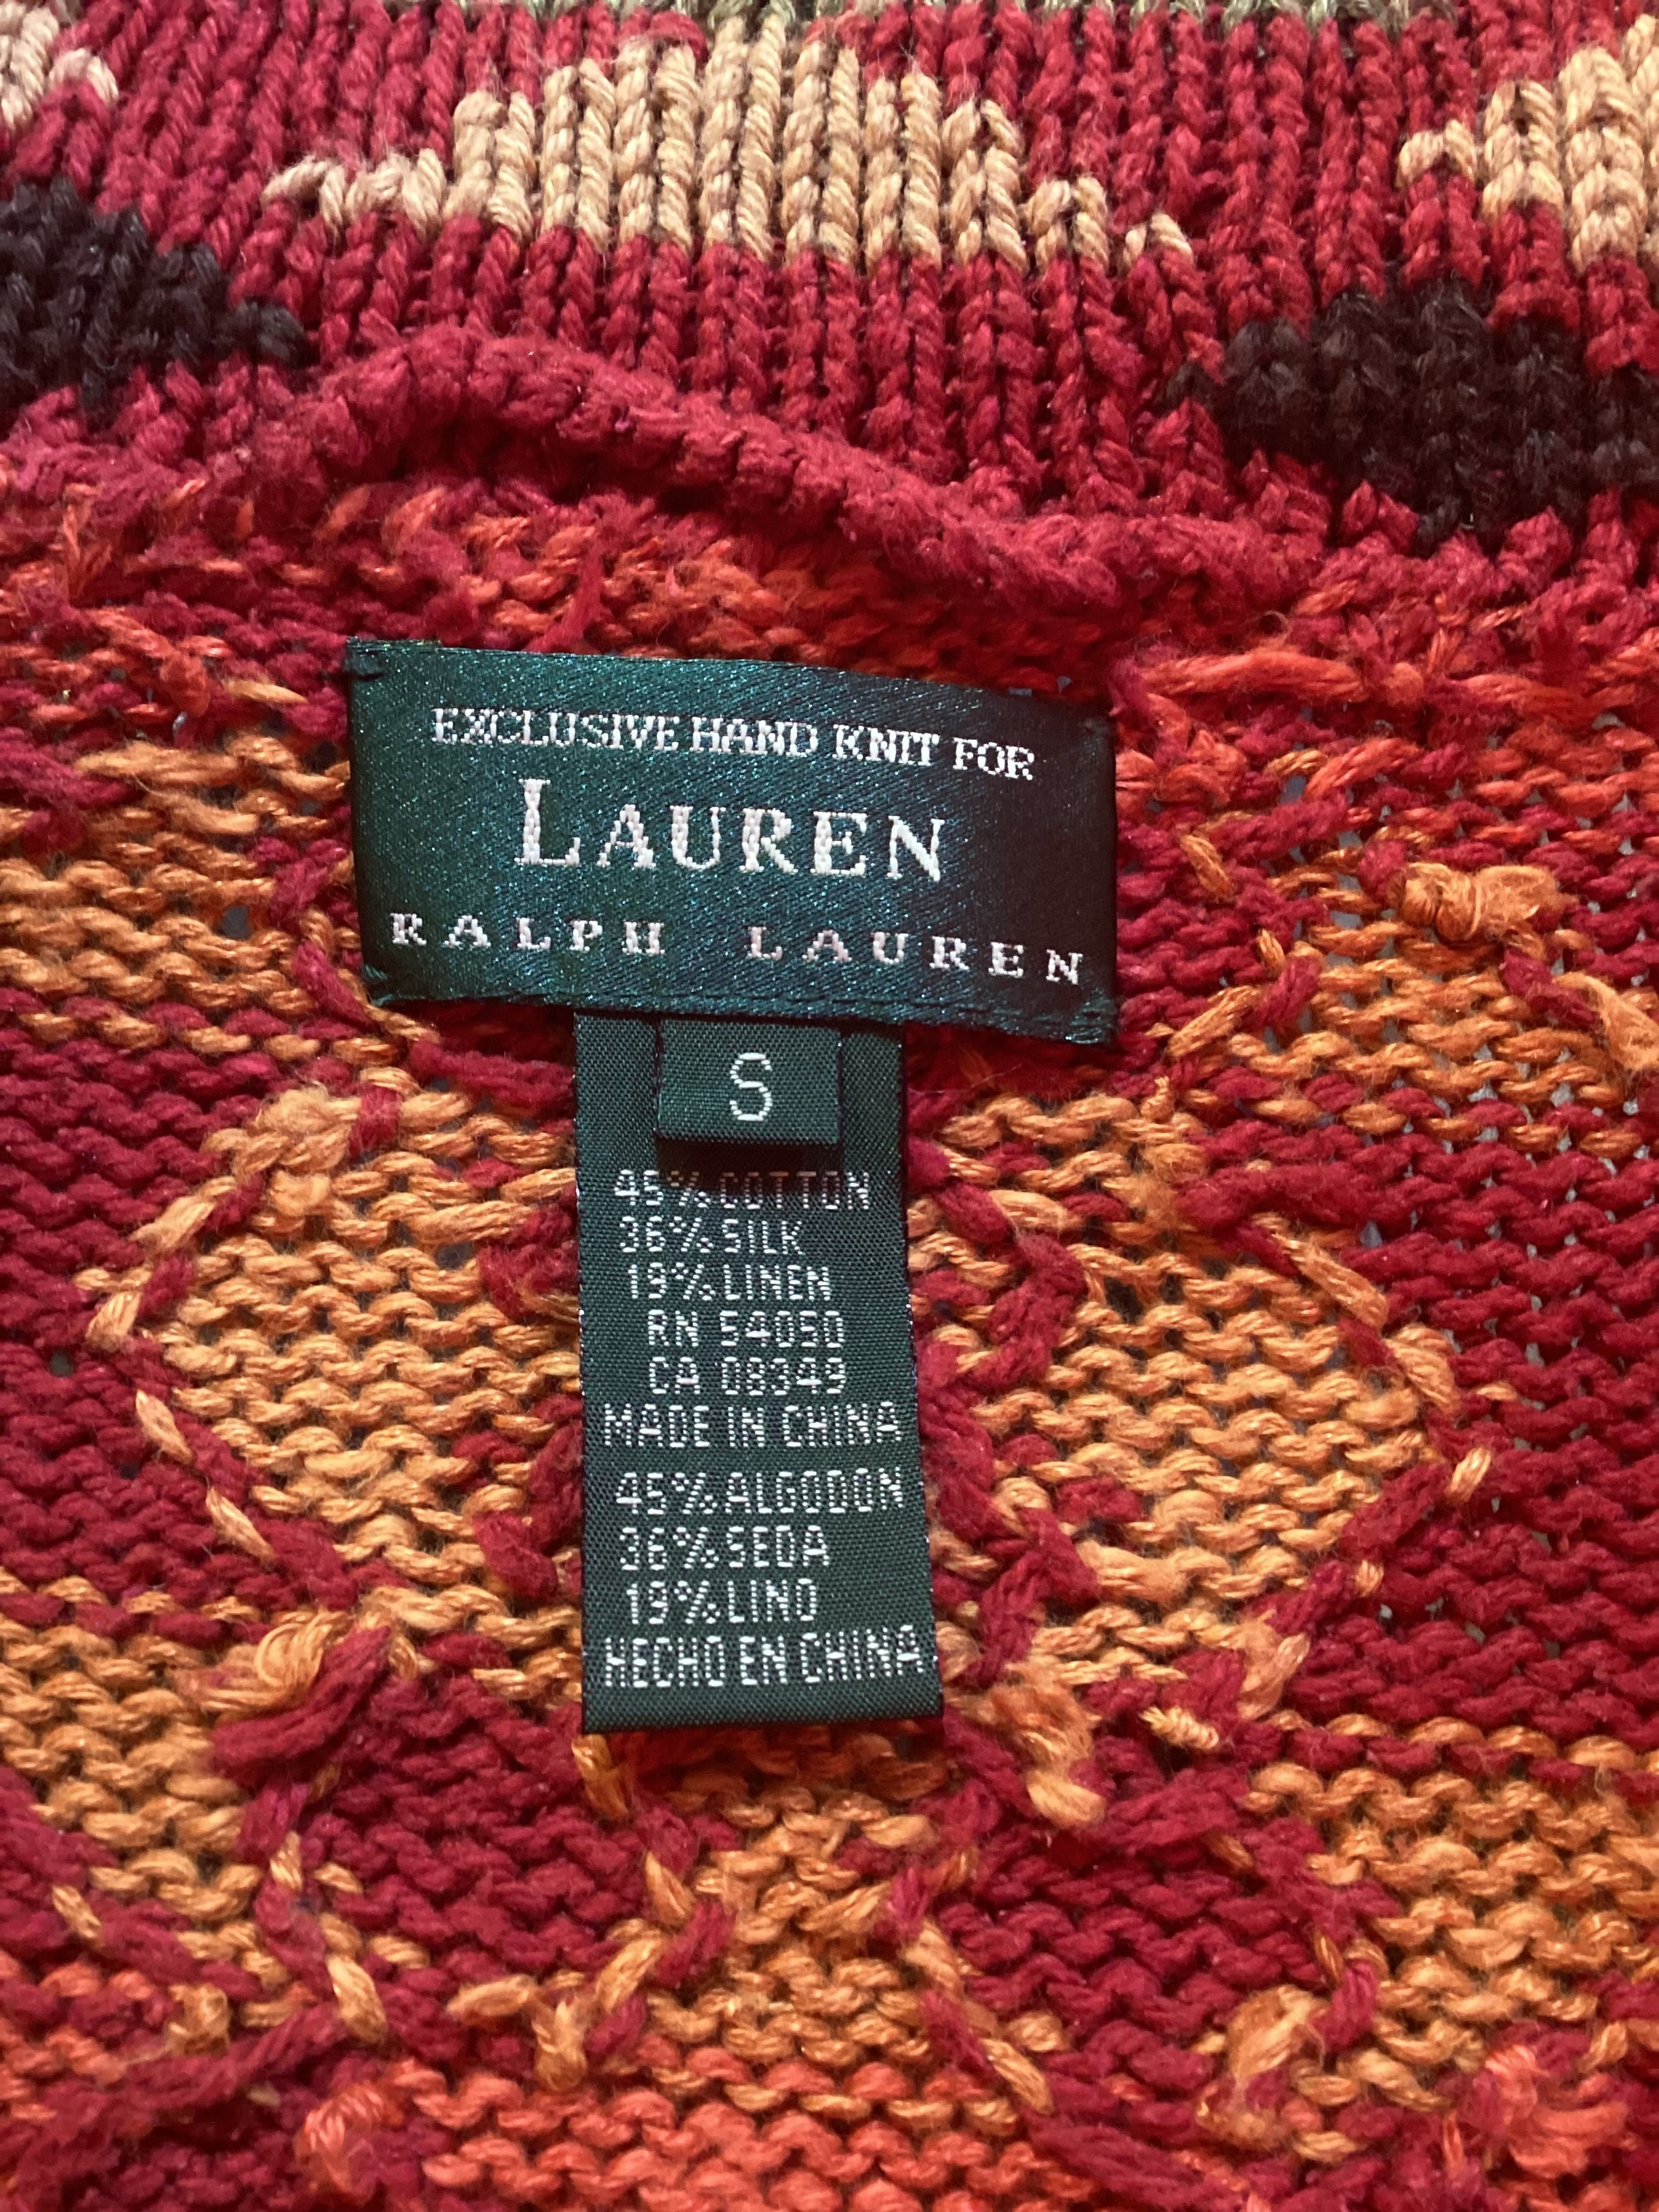 EXCLUSIVE HAND KNIT FOR
LAUREN
RALPH LAUREN
S
45% COTTON
36% SILK
19% LINEN
RN 54050
CA 08349
MADE IN CHINA
45% ALGODON
36% SEDA
19% LINO
HECHO EN CHINA